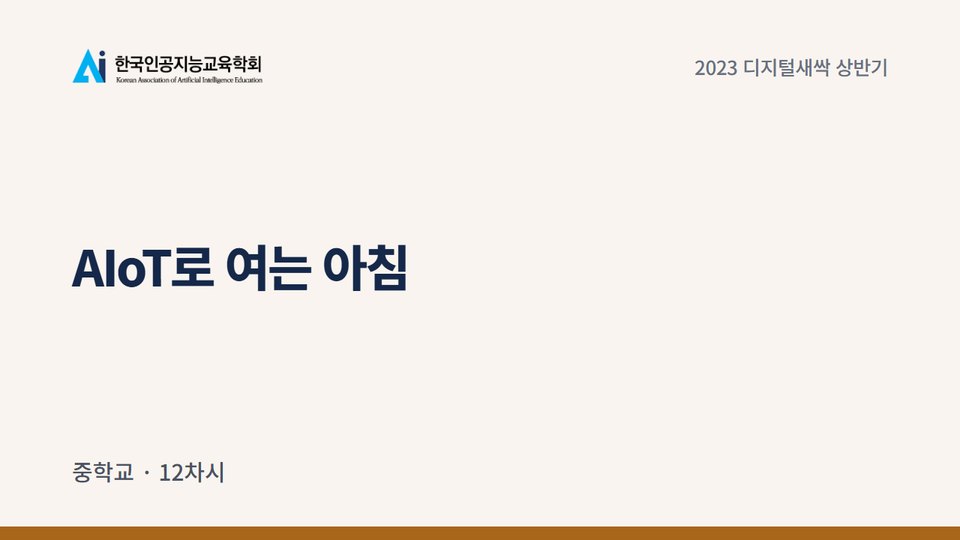 Ai 한국인공지능교육학회
Korean Association of Artificial Intelligence Education
2023 디지털새싹 상반기
AIoT로 여는 아침
중학교 · 12차시